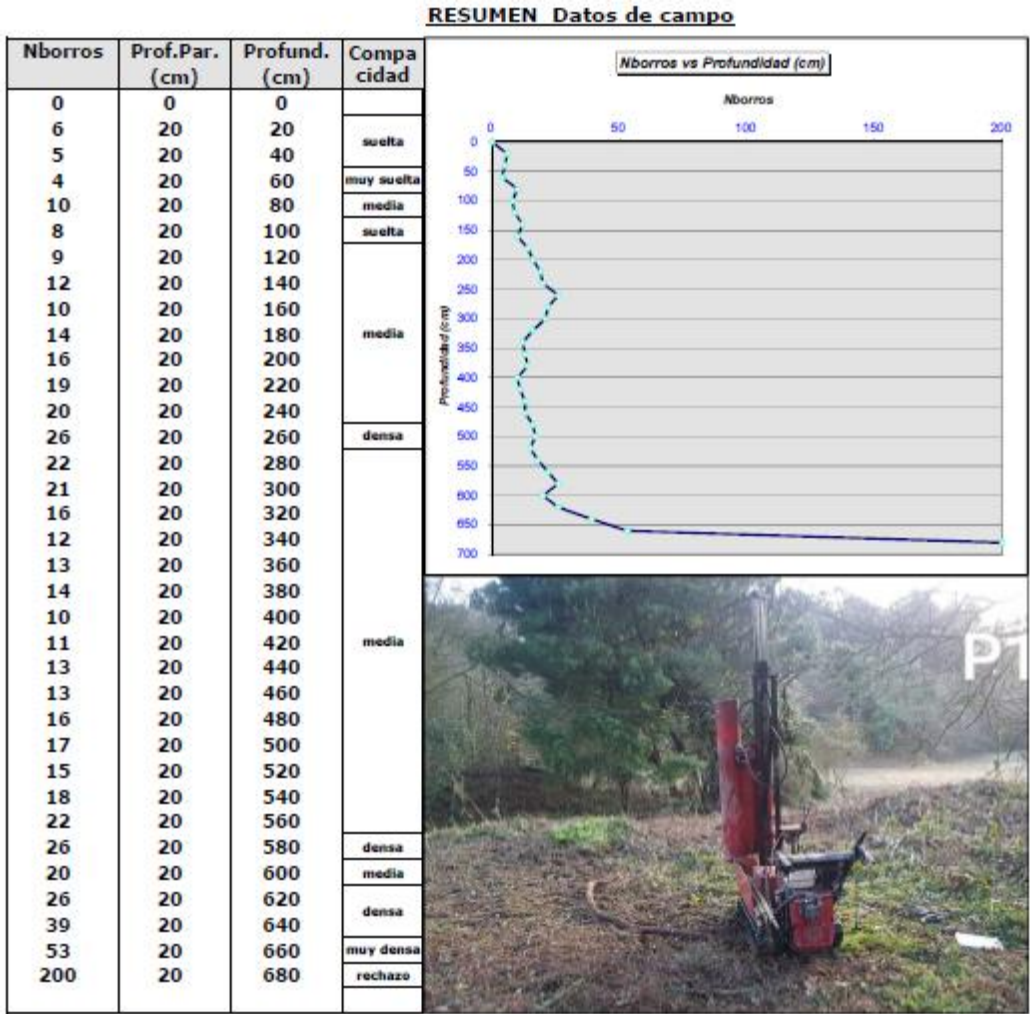 RESUMEN Datos de campo
Nborros Prof.Par. (cm) Profund. (cm) Compa cidad
0 0 0
6 20 20 suelta
5 20 40
4 20 60 muy suelta
10 20 80 media
8 20 100 suelta
9 20 120
12 20 140
10 20 160
14 20 180 media
16 20 200
19 20 220
20 20 240
26 20 260 densa
22 20 280
21 20 300
16 20 320
12 20 340
13 20 360
14 20 380
10 20 400
11 20 420 media
13 20 440
13 20 460
16 20 480
17 20 500
15 20 520
18 20 540
22 20 560
26 20 580 densa
20 20 600 media
26 20 620 densa
39 20 640
53 20 660 muy densa
200 20 680 rechazo
Nborros vs Profundidad (cm)
Nborros
0 50 100 150 200
0
50
100
150
200
250
300
350
400
450
500
550
600
650
700
Profundidad (cm)
P1